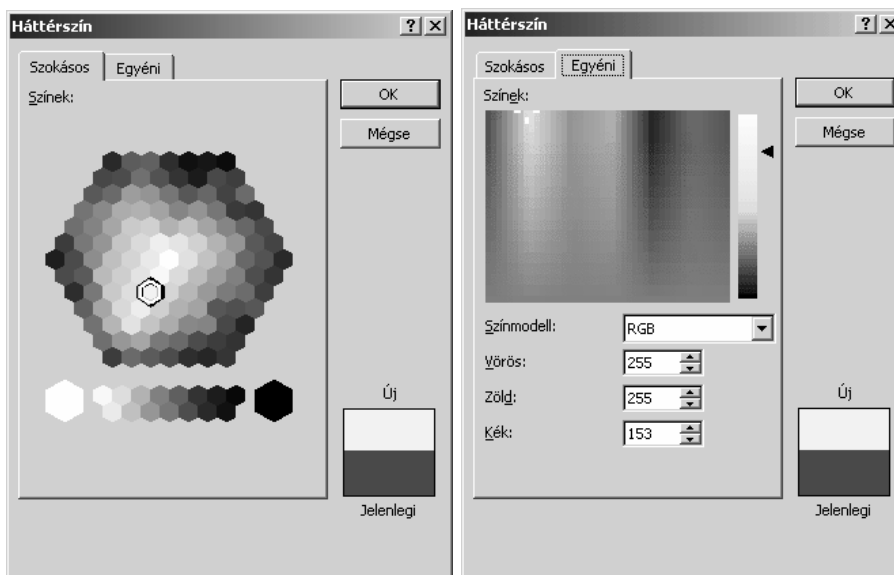 Háttérszín
Szokásos
Egyéni
Színek:
OK
Mégse
Új
Jelenlegi
Háttérszín
Szokásos
Egyéni
Színek:
OK
Mégse
Színmodell:
RGB
Vörös:
255
Zöld:
255
Kék:
153
Új
Jelenlegi